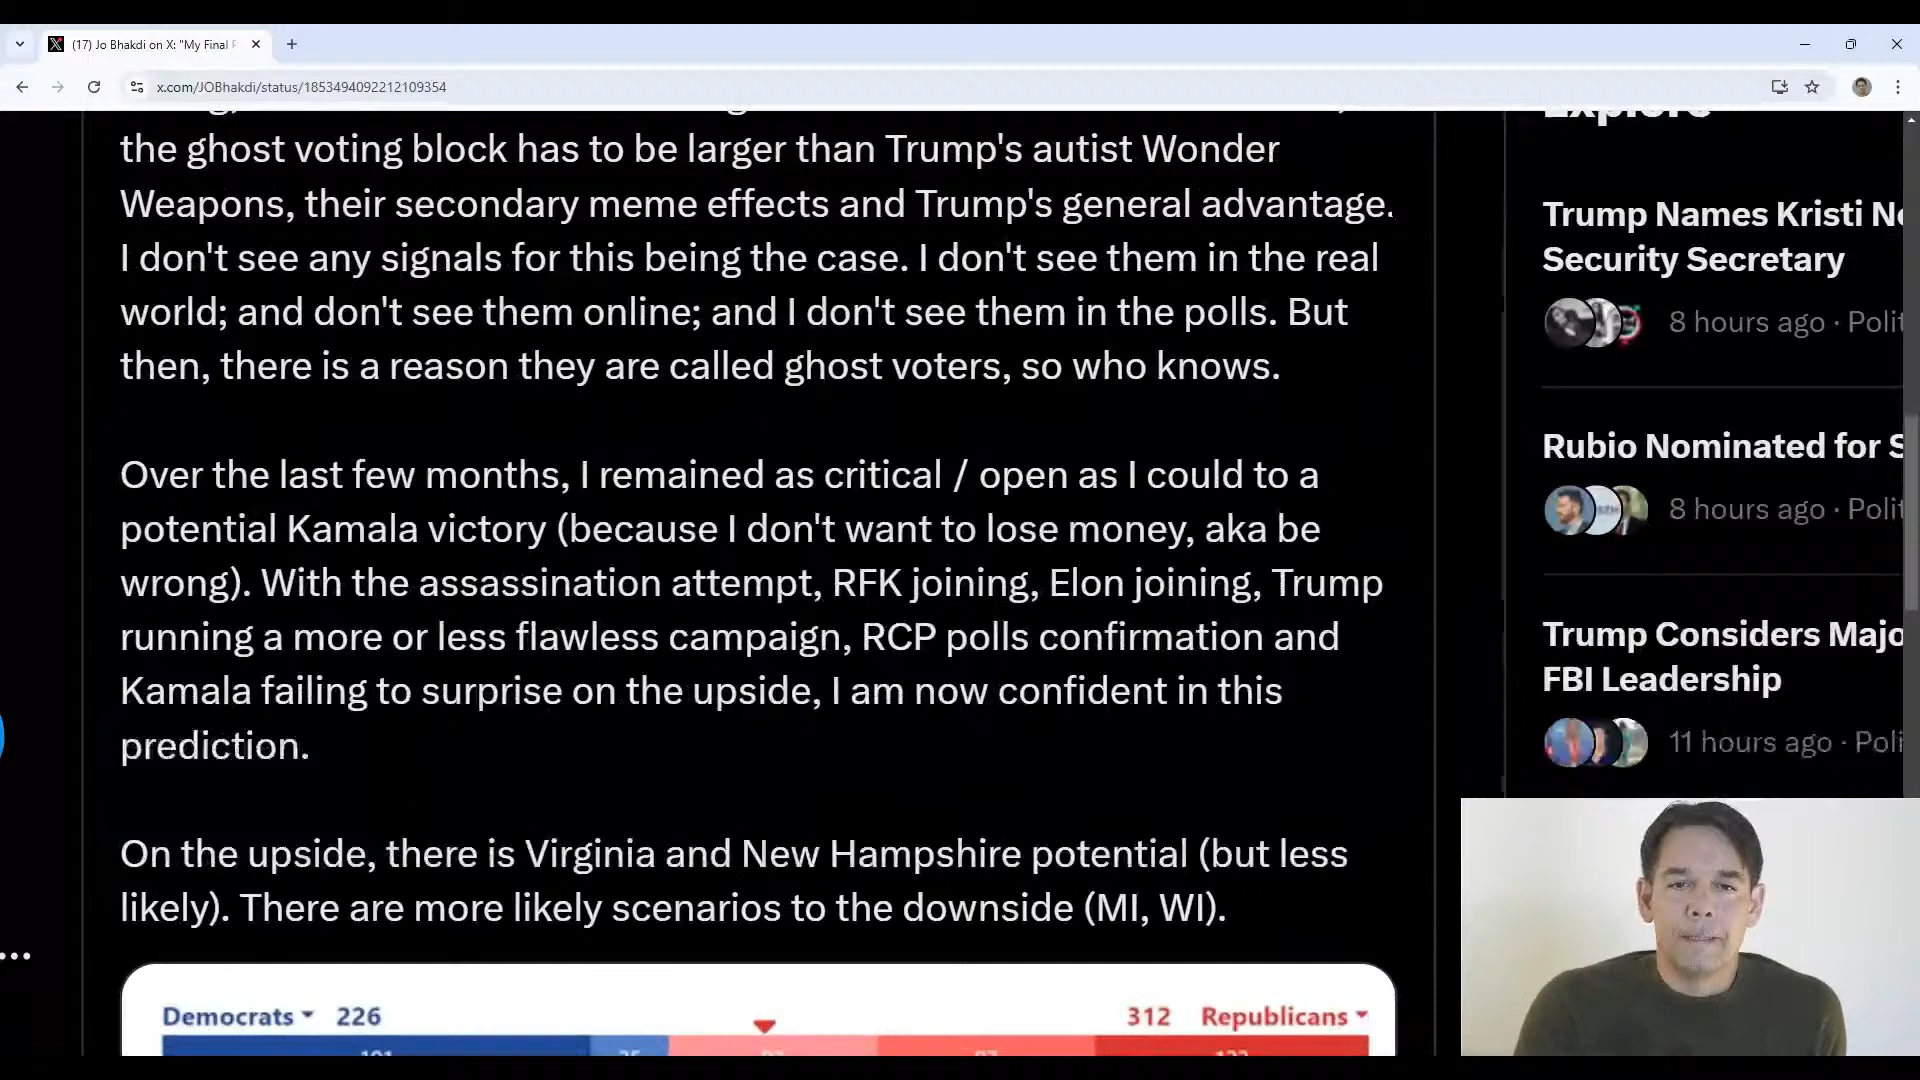 (17) Jo Bhakdi on X: "My Final
x.com/JOBhakdi/status/1853494092212109354
the ghost voting block has to be larger than Trump's autist Wonder
Weapons, their secondary meme effects and Trump's general advantage.
I don't see any signals for this being the case. I don't see them in the real
world; and don't see them online; and I don't see them in the polls. But
then, there is a reason they are called ghost voters, so who knows.
Over the last few months, I remained as critical / open as I could to a
potential Kamala victory (because I don't want to lose money, aka be
wrong). With the assassination attempt, RFK joining, Elon joining, Trump
running a more or less flawless campaign, RCP polls confirmation and
Kamala failing to surprise on the upside, I am now confident in this
prediction.
On the upside, there is Virginia and New Hampshire potential (but less
likely). There are more likely scenarios to the downside (MI, WI).
Democrats 226
312 Republicans
Explore
Trump Names Kristi No
Security Secretary
8 hours ago · Polit
Rubio Nominated for S
8 hours ago · Polit
Trump Considers Majo
FBI Leadership
11 hours ago · Poli